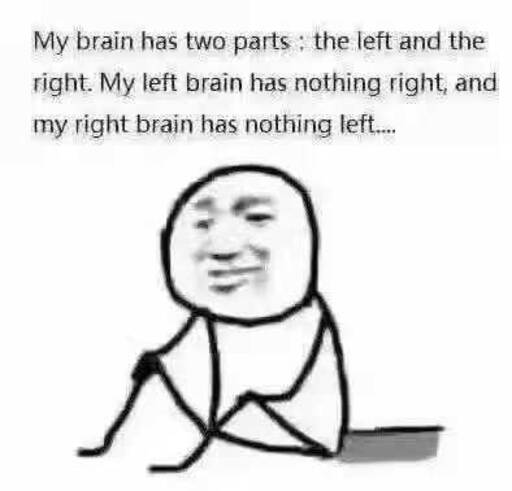 My brain has two parts : the left and the
right. My left brain has nothing right, and
my right brain has nothing left....